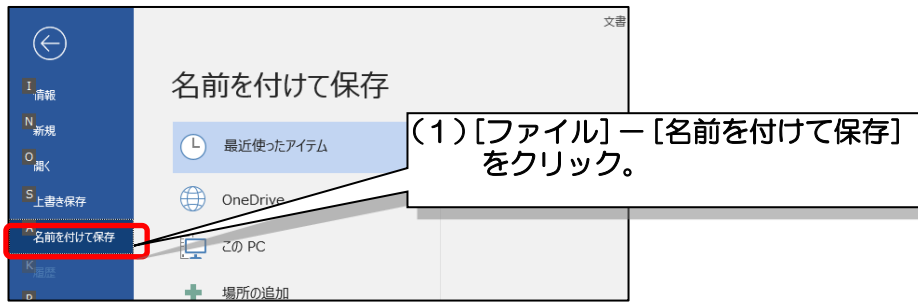 文書
I
情報
N
新規
O
開く
S
上書き保存
名前を付けて保存
K
履歴
P
名前を付けて保存
最近使ったアイテム
OneDrive
この PC
場所の追加
(1)[ファイル]-[名前を付けて保存]
をクリック。